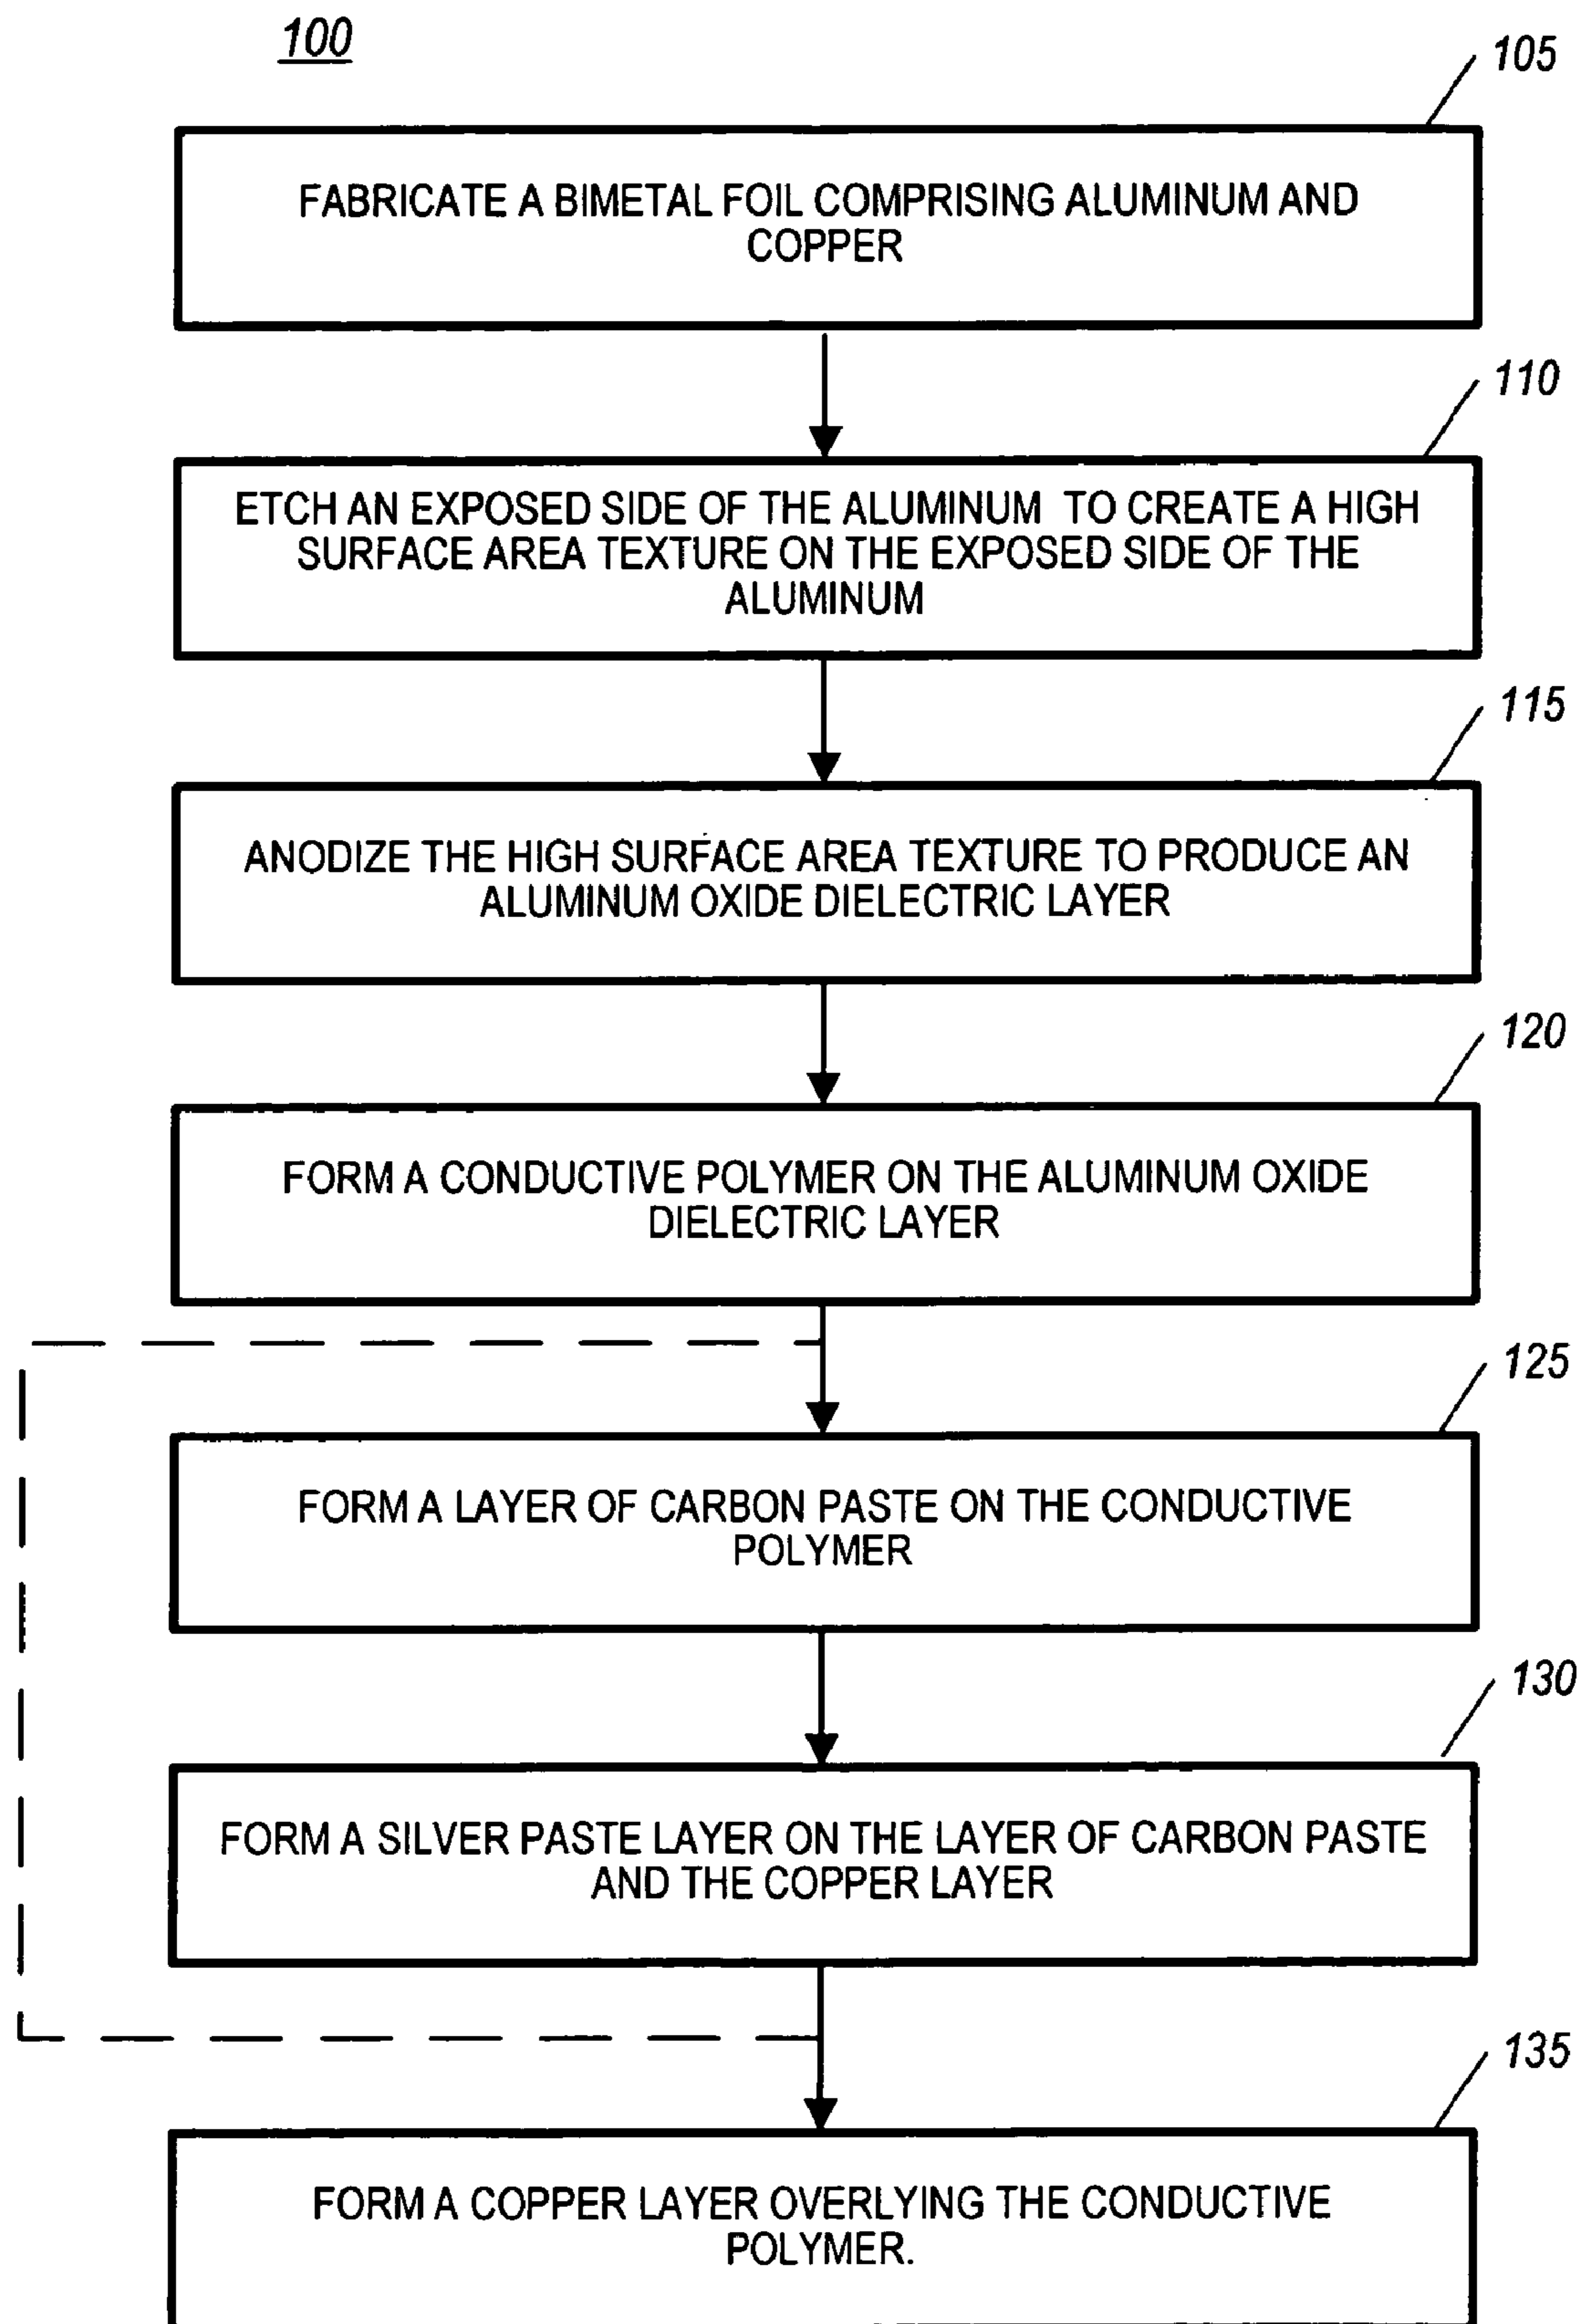 100
105
FABRICATE A BIMETAL FOIL COMPRISING ALUMINUM AND
COPPER
110
ETCH AN EXPOSED SIDE OF THE ALUMINUM TO CREATE A HIGH
SURFACE AREA TEXTURE ON THE EXPOSED SIDE OF THE
ALUMINUM
115
ANODIZE THE HIGH SURFACE AREA TEXTURE TO PRODUCE AN
ALUMINUM OXIDE DIELECTRIC LAYER
120
FORM A CONDUCTIVE POLYMER ON THE ALUMINUM OXIDE
DIELECTRIC LAYER
125
FORM A LAYER OF CARBON PASTE ON THE CONDUCTIVE
POLYMER
130
FORM A SILVER PASTE LAYER ON THE LAYER OF CARBON PASTE
AND THE COPPER LAYER
135
FORM A COPPER LAYER OVERLYING THE CONDUCTIVE
POLYMER.